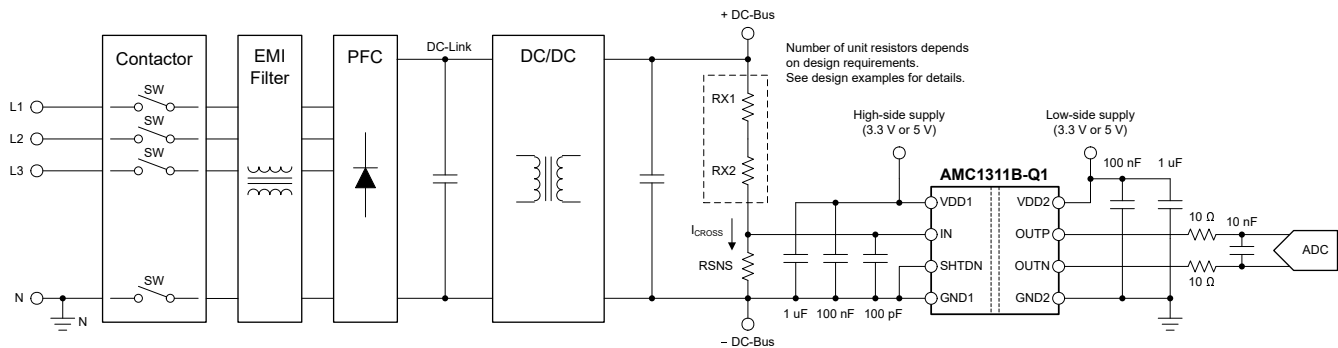 + DC-Bus
Contactor
EMI
Filter
PFC
DC-Link
DC/DC
Number of unit resistors depends
on design requirements.
See design examples for details.
SW
L1
SW
L2
SW
L3
RX1
RX2
High-side supply
(3.3 V or 5 V)
Low-side supply
(3.3 V or 5 V)
100 nF
1 uF
AMC1311B-Q1
VDD1
VDD2
ICROSS
IN
OUTP
10 Ω
10 nF
ADC
RSNS
SHTDN
OUTN
10 Ω
GND1
GND2
1 uF
100 nF
100 pF
SW
N
N
– DC-Bus